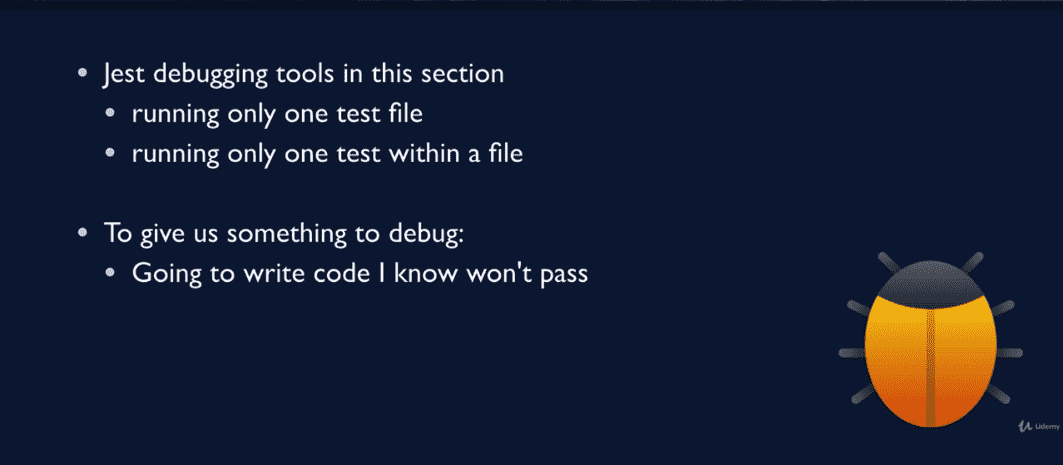 Jest debugging tools in this section
running only one test file
running only one test within a file
To give us something to debug:
Going to write code I know won't pass
Udemy